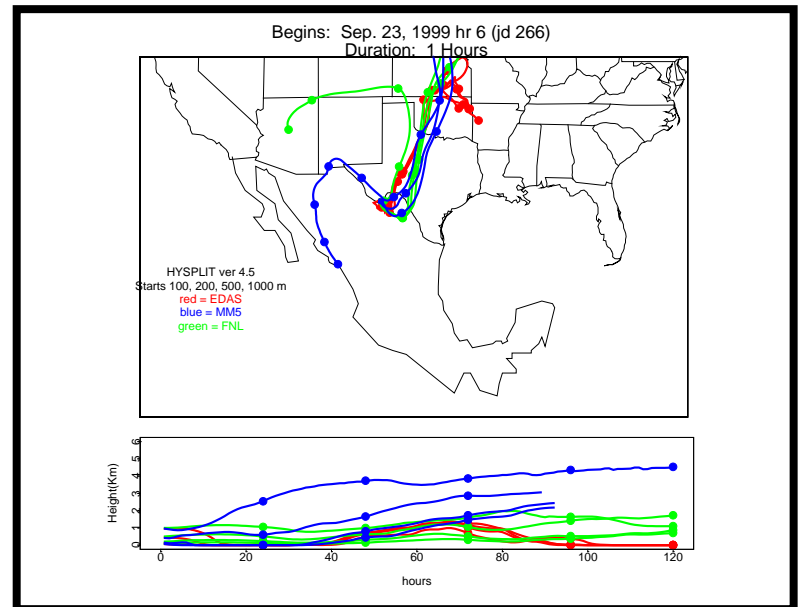 Begins: Sep. 23, 1999 hr 6 (jd 266)
Duration: 1 Hours
HYSPLIT ver 4.5
Starts 100, 200, 500, 1000 m
red = EDAS
blue = MM5
green = FNL
Height(Km)
6
5
4
3
2
1
0
0 20 40 60 80 100 120
hours